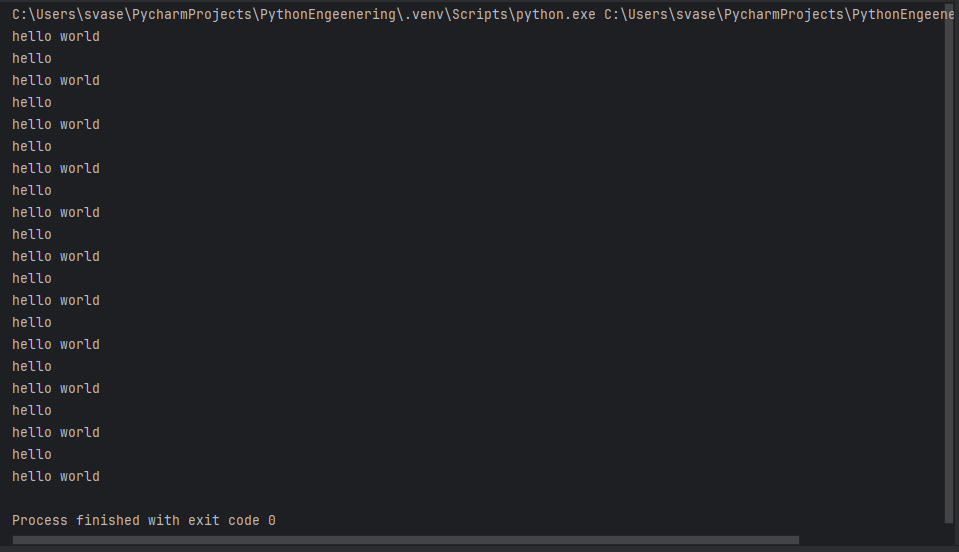 C:\Users\svase\PycharmProjects\PythonEngeenering\.venv\Scripts\python.exe C:\Users\svase\PycharmProjects\PythonEngeene
hello world
hello
hello world
hello
hello world
hello
hello world
hello
hello world
hello
hello world
hello
hello world
hello
hello world
hello
hello world
hello
hello world
hello
hello world
Process finished with exit code 0